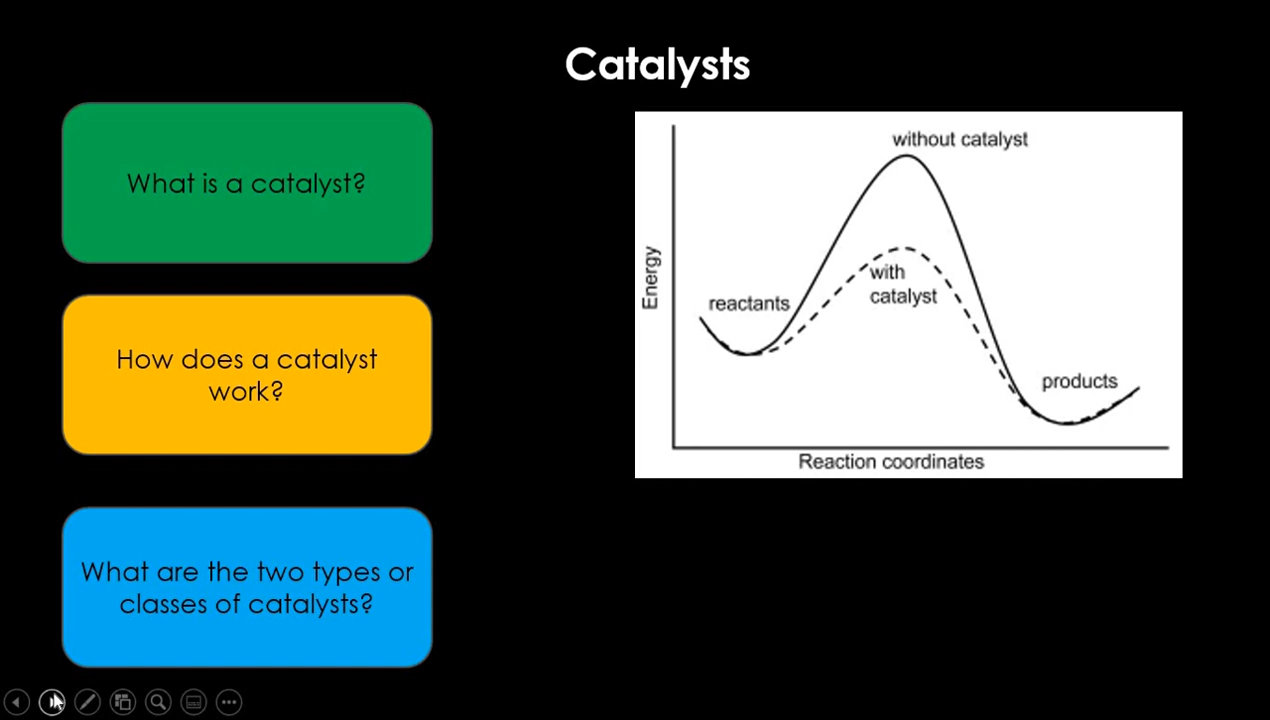 Catalysts
What is a catalyst?
How does a catalyst
work?
What are the two types or
classes of catalysts?
without catalyst
with
catalyst
reactants
products
Energy
Reaction coordinates